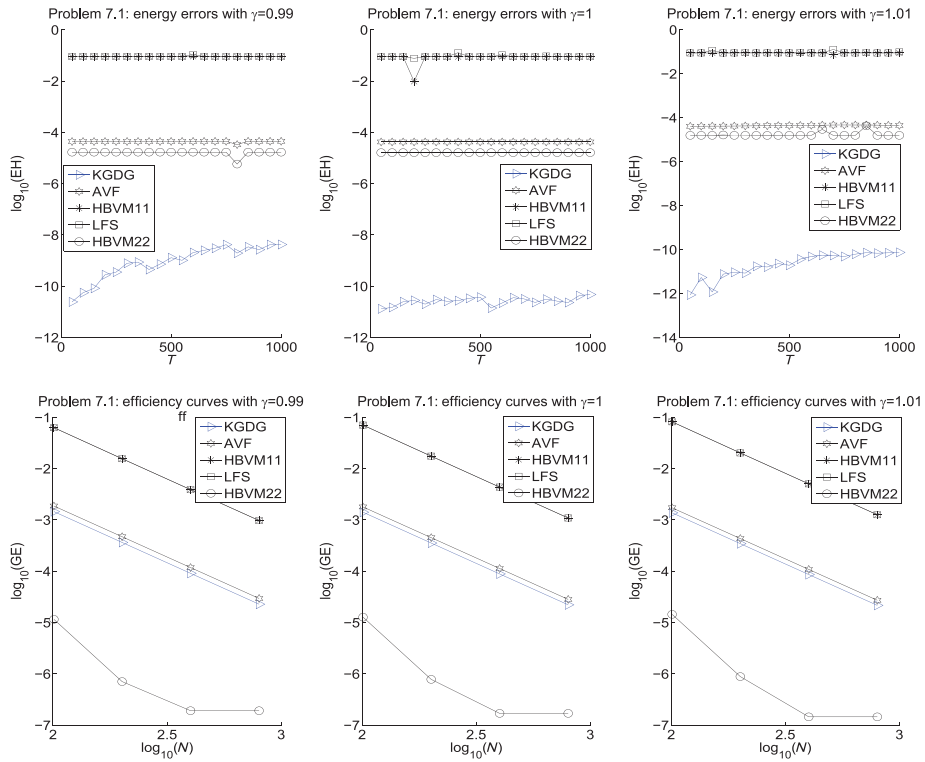 Problem 7.1: energy errors with γ=0.99
log10(EH)
0
−2
−4
−6
−8
−10
−12
0
500
1000
T
KGDG
AVF
HBVM11
LFS
HBVM22
Problem 7.1: energy errors with γ=1
log10(EH)
0
−2
−4
−6
−8
−10
−12
0
500
1000
T
KGDG
AVF
HBVM11
LFS
HBVM22
Problem 7.1: energy errors with γ=1.01
log10(EH)
0
−2
−4
−6
−8
−10
−12
−14
0
500
1000
T
KGDG
AVF
HBVM11
LFS
HBVM22
Problem 7.1: efficiency curves with γ=0.99
ff
log10(GE)
−1
−2
−3
−4
−5
−6
−7
2
2.5
3
log10(N)
KGDG
AVF
HBVM11
LFS
HBVM22
Problem 7.1: efficiency curves with γ=1
log10(GE)
−1
−2
−3
−4
−5
−6
−7
2
2.5
3
log10(N)
KGDG
AVF
HBVM11
LFS
HBVM22
Problem 7.1: efficiency curves with γ=1.01
log10(GE)
−1
−2
−3
−4
−5
−6
−7
2
2.5
3
log10(N)
KGDG
AVF
HBVM11
LFS
HBVM22